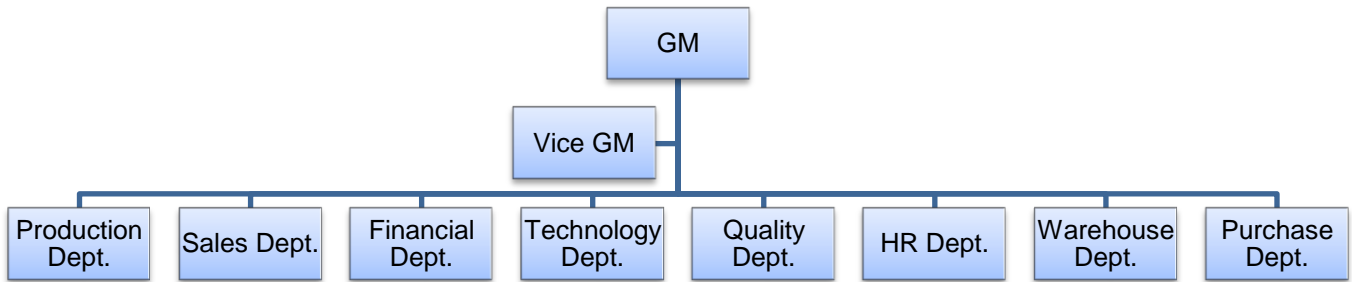 GM
Vice GM
Production
Dept.
Sales Dept.
Financial
Dept.
Technology
Dept.
Quality
Dept.
HR Dept.
Warehouse
Dept.
Purchase
Dept.